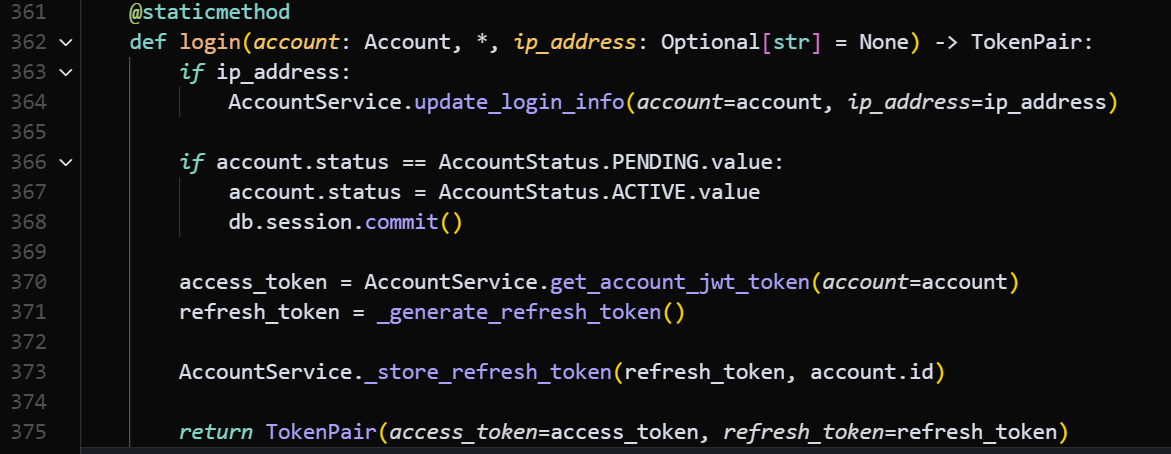 361     @staticmethod
362     def login(account: Account, *, ip_address: Optional[str] = None) -> TokenPair:
363         if ip_address:
364             AccountService.update_login_info(account=account, ip_address=ip_address)
365
366         if account.status == AccountStatus.PENDING.value:
367             account.status = AccountStatus.ACTIVE.value
368             db.session.commit()
369
370         access_token = AccountService.get_account_jwt_token(account=account)
371         refresh_token = _generate_refresh_token()
372
373         AccountService._store_refresh_token(refresh_token, account.id)
374
375         return TokenPair(access_token=access_token, refresh_token=refresh_token)